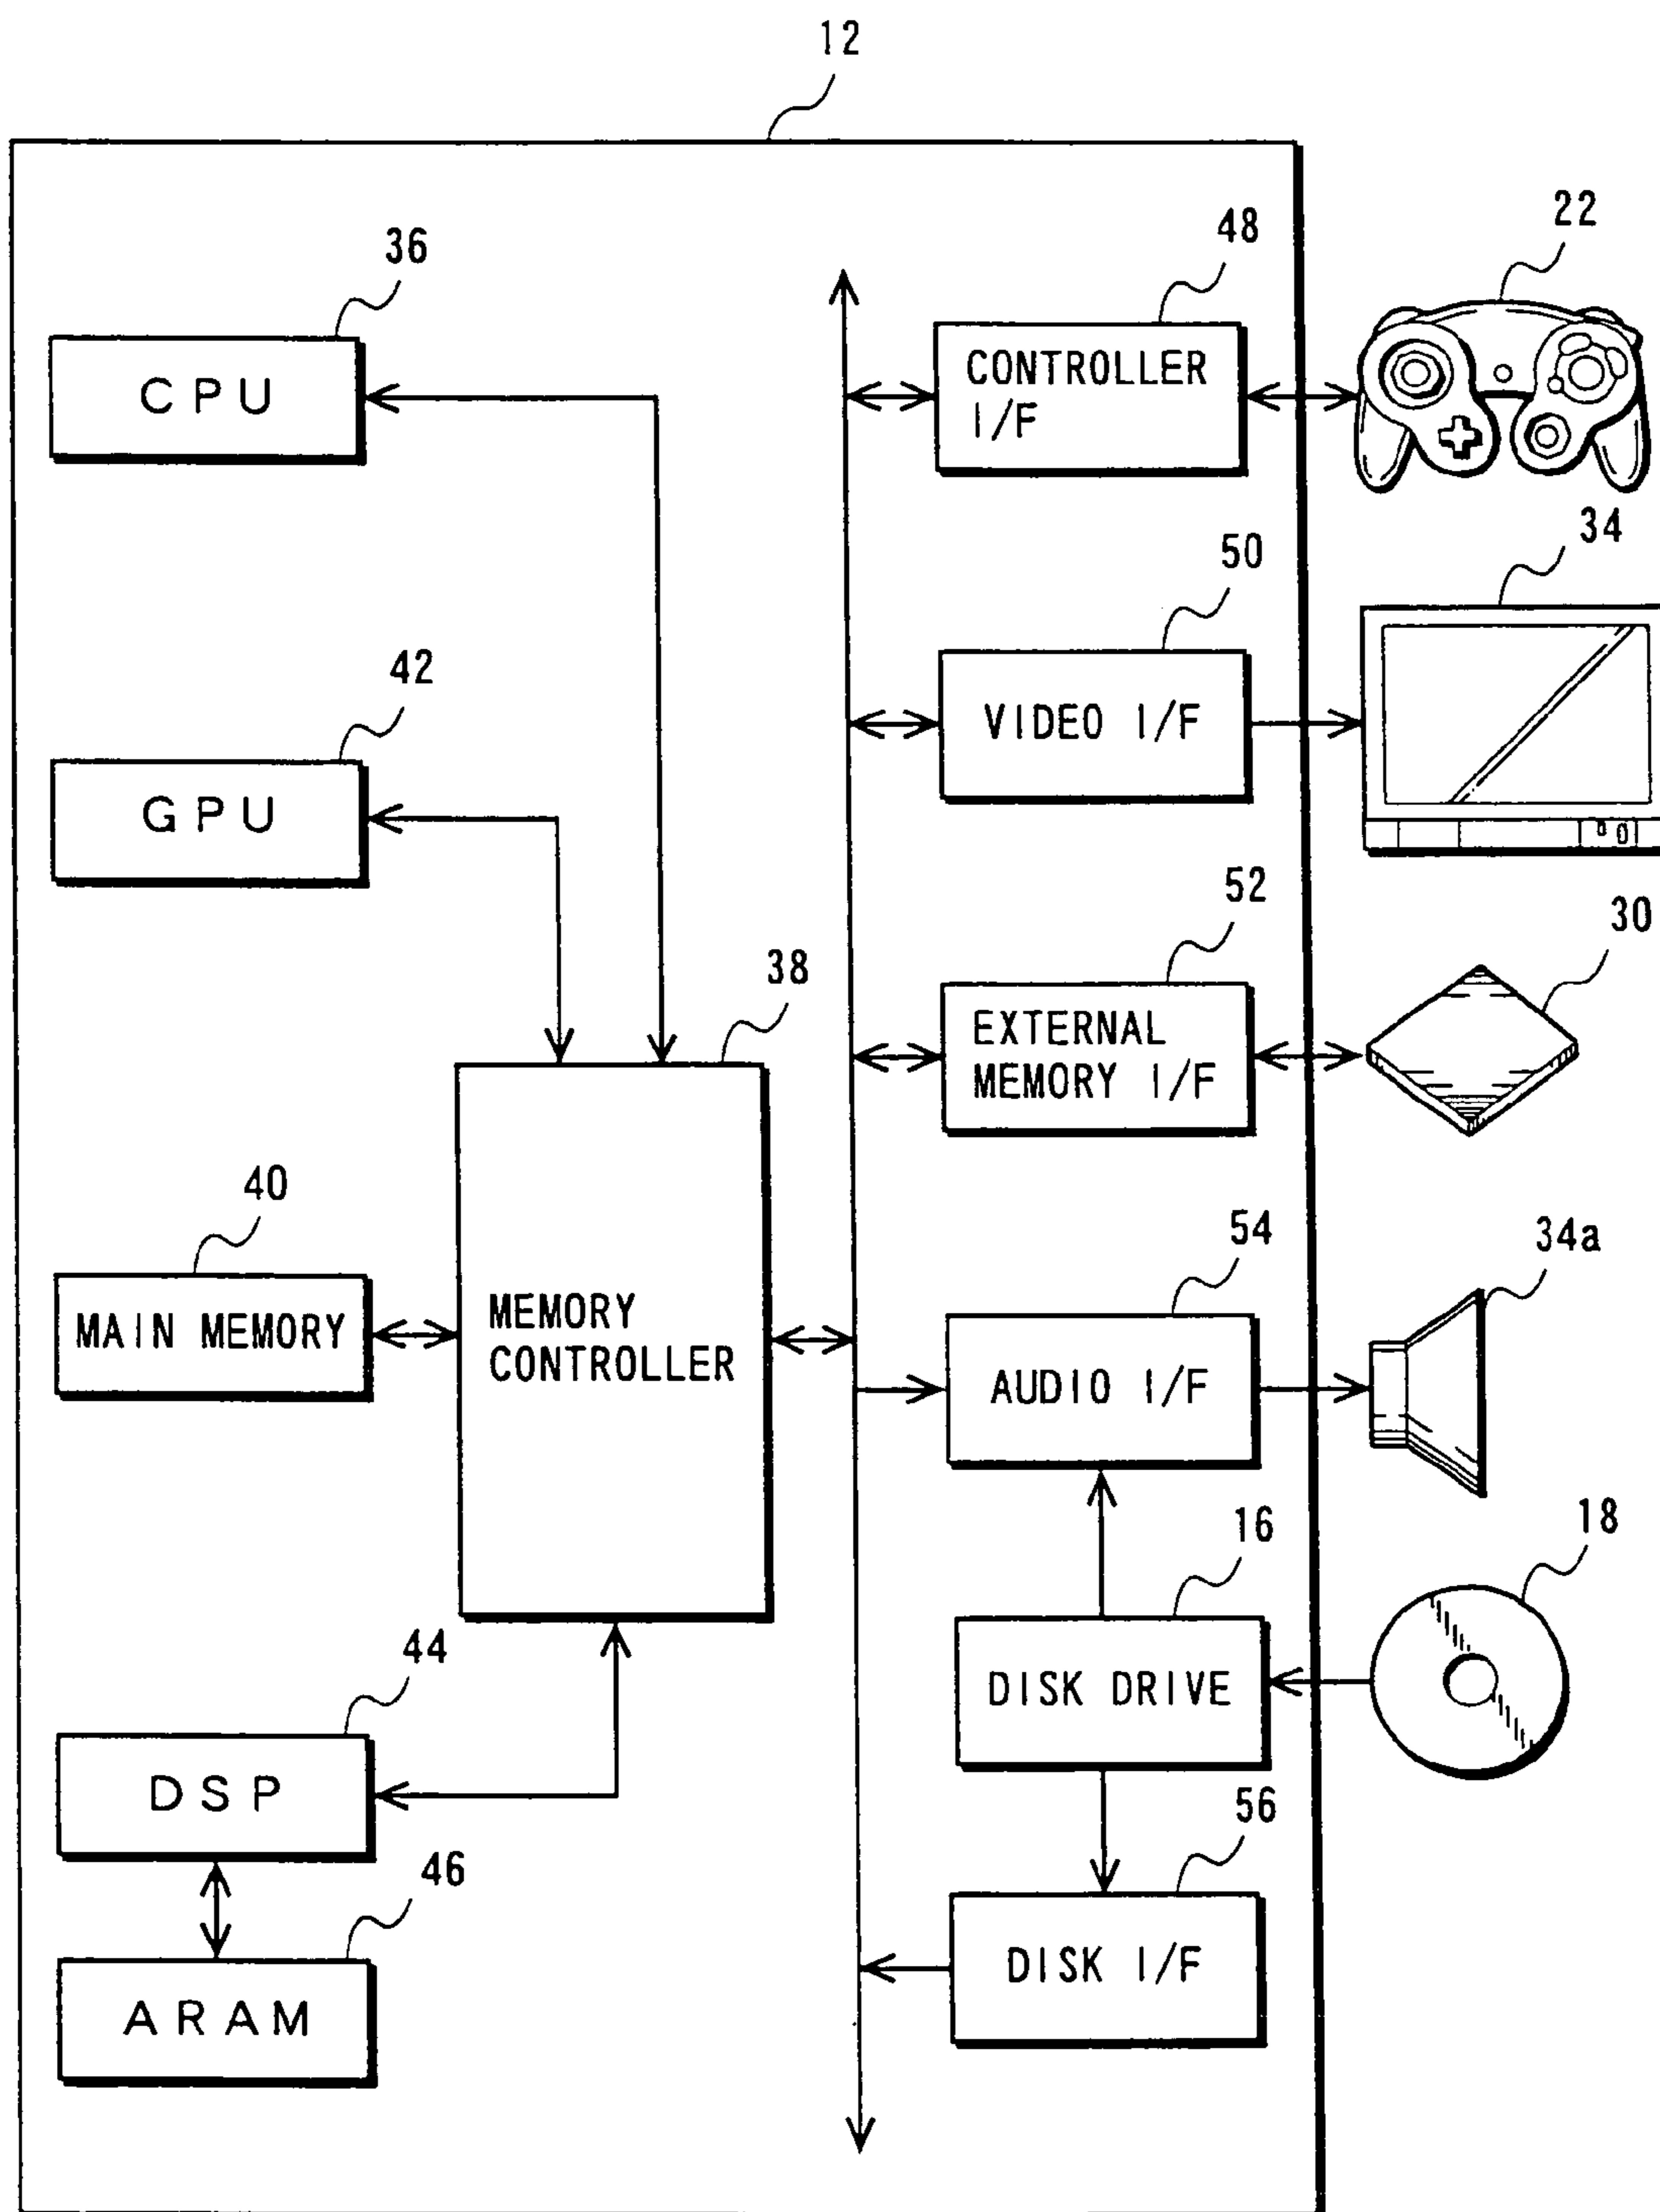 12
36
CPU
48
CONTROLLER
I/F
22
42
GPU
50
VIDEO I/F
34
38
MEMORY
CONTROLLER
52
EXTERNAL
MEMORY I/F
30
40
MAIN MEMORY
54
AUDIO I/F
34a
16
DISK DRIVE
18
44
DSP
56
DISK I/F
46
ARAM